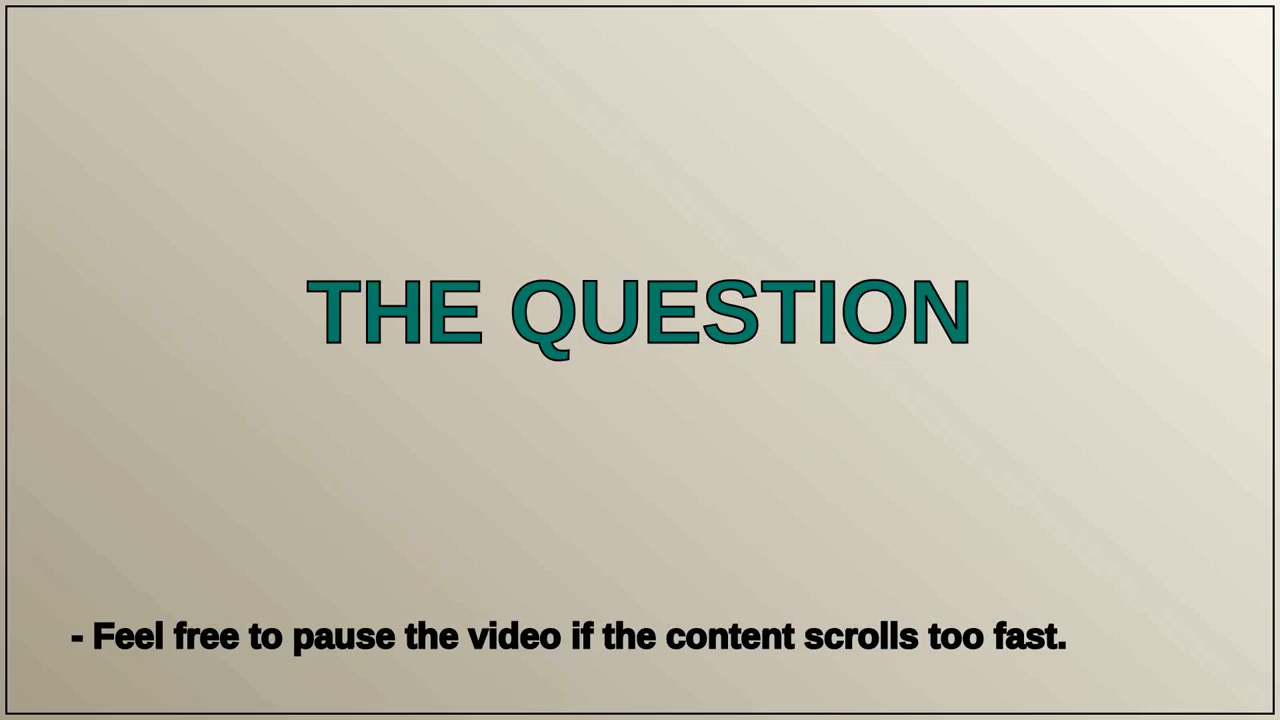 THE QUESTION
- Feel free to pause the video if the content scrolls too fast.